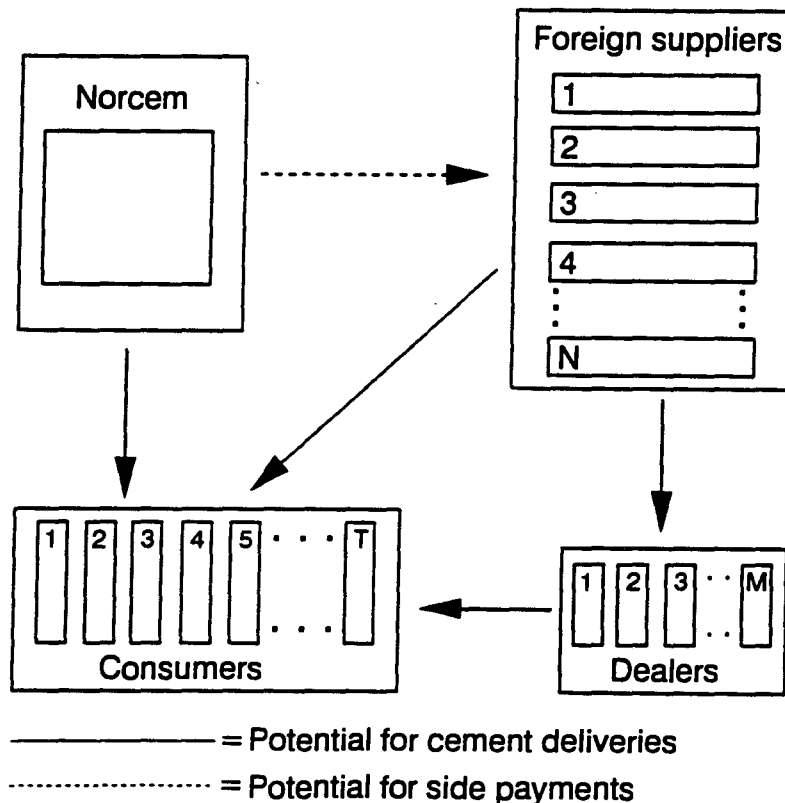 Norcem
Foreign suppliers
1
2
3
4
N
1 2 3 4 5 · · · T
Consumers
1 2 3 · · M
Dealers
= Potential for cement deliveries
= Potential for side payments